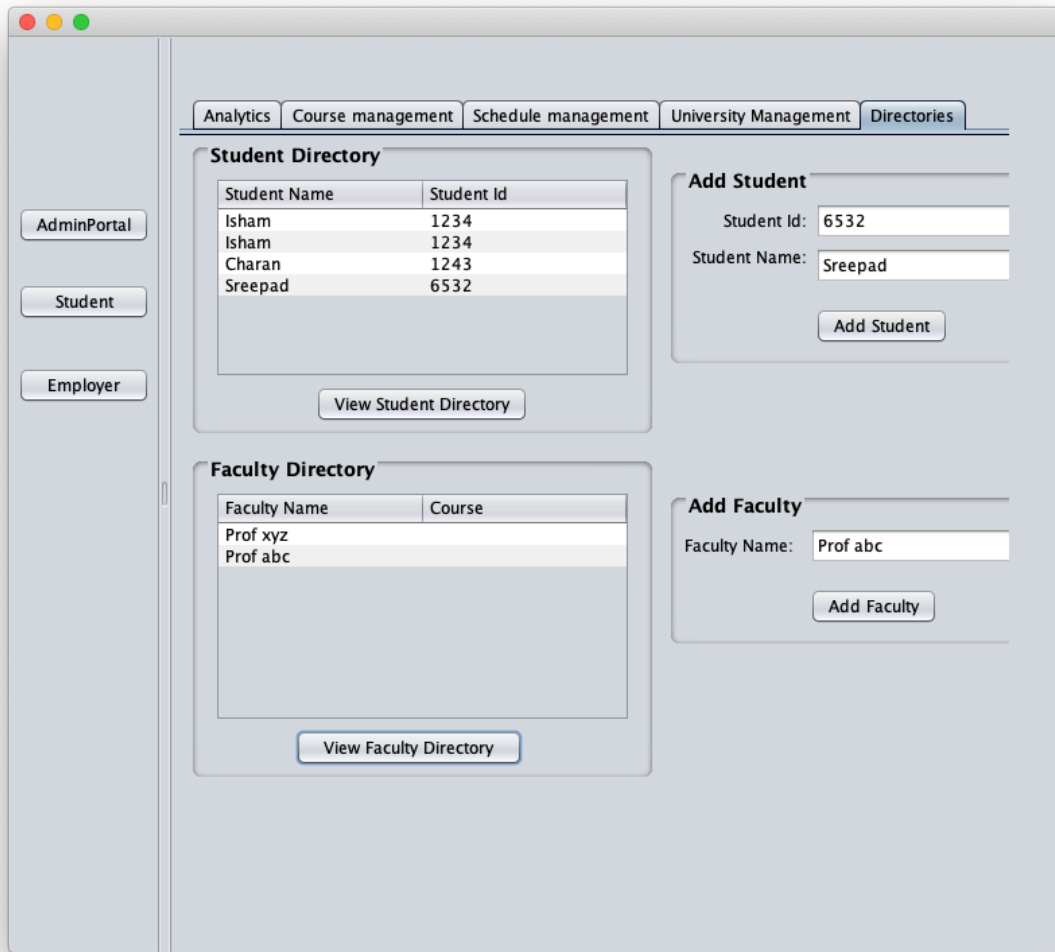 Analytics Course management Schedule management University Management Directories
AdminPortal
Student
Employer
Student Directory
Student Name Student Id
Isham 1234
Isham 1234
Charan 1243
Sreepad 6532
View Student Directory
Add Student
Student Id: 6532
Student Name: Sreepad
Add Student
Faculty Directory
Faculty Name Course
Prof xyz
Prof abc
View Faculty Directory
Add Faculty
Faculty Name: Prof abc
Add Faculty